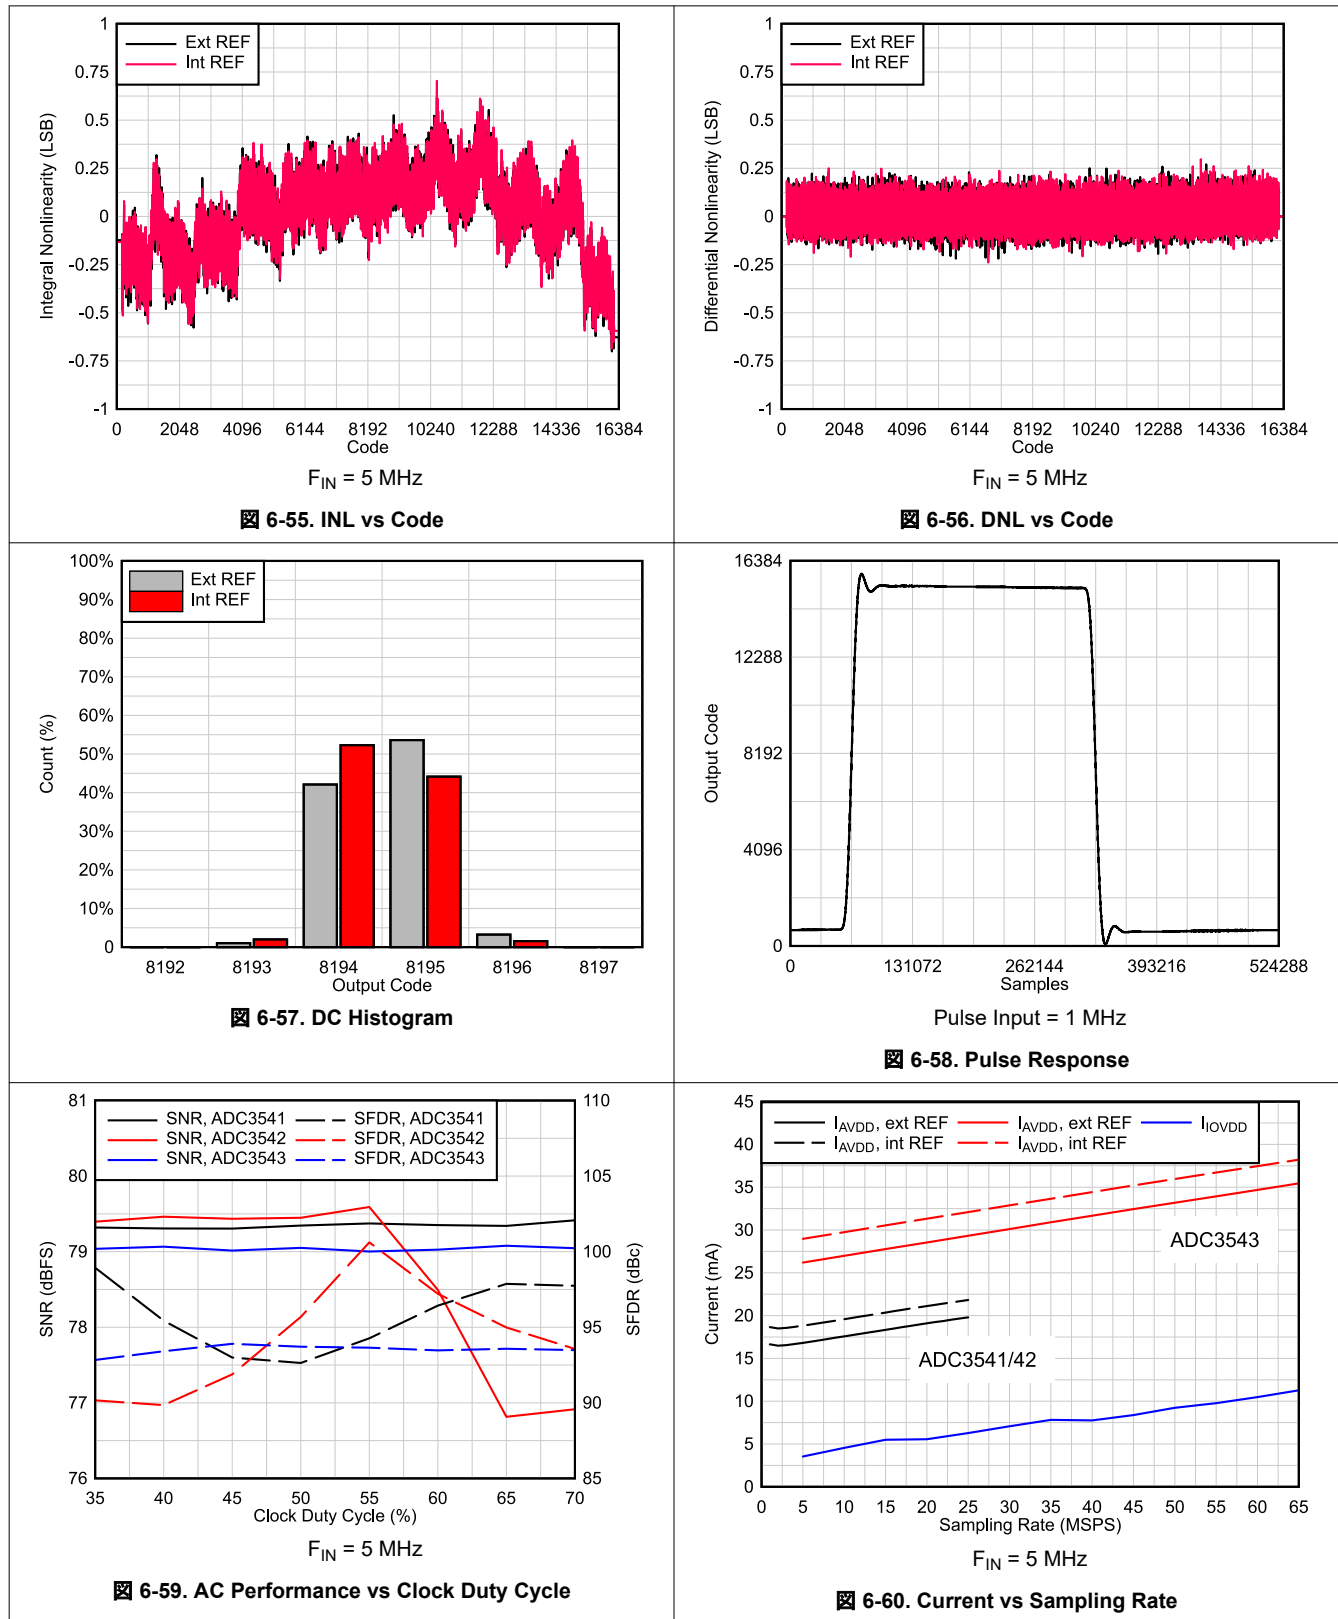 1
0.75
0.5
0.25
0
-0.25
-0.5
-0.75
-1
Integral Nonlinearity (LSB)
Ext REF
Int REF
0 2048 4096 6144 8192 10240 12288 14336 16384
Code
F_IN = 5 MHz
図 6-55. INL vs Code
1
0.75
0.5
0.25
0
-0.25
-0.5
-0.75
-1
Differential Nonlinearity (LSB)
Ext REF
Int REF
0 2048 4096 6144 8192 10240 12288 14336 16384
Code
F_IN = 5 MHz
図 6-56. DNL vs Code
100%
90%
80%
70%
60%
50%
40%
30%
20%
10%
0
Count (%)
Ext REF
Int REF
8192 8193 8194 8195 8196 8197
Output Code
図 6-57. DC Histogram
16384
12288
8192
4096
0
Output Code
0 131072 262144 393216 524288
Samples
Pulse Input = 1 MHz
図 6-58. Pulse Response
81
80
79
78
77
76
SNR (dBFS)
SNR, ADC3541 SFDR, ADC3541
SNR, ADC3542 SFDR, ADC3542
SNR, ADC3543 SFDR, ADC3543
110
105
100
95
90
85
SFDR (dBc)
35 40 45 50 55 60 65 70
Clock Duty Cycle (%)
F_IN = 5 MHz
図 6-59. AC Performance vs Clock Duty Cycle
45
40
35
30
25
20
15
10
5
0
Current (mA)
I_AVDD, ext REF I_AVDD, ext REF I_IOVDD
I_AVDD, int REF I_AVDD, int REF
ADC3543
ADC3541/42
0 5 10 15 20 25 30 35 40 45 50 55 60 65
Sampling Rate (MSPS)
F_IN = 5 MHz
図 6-60. Current vs Sampling Rate